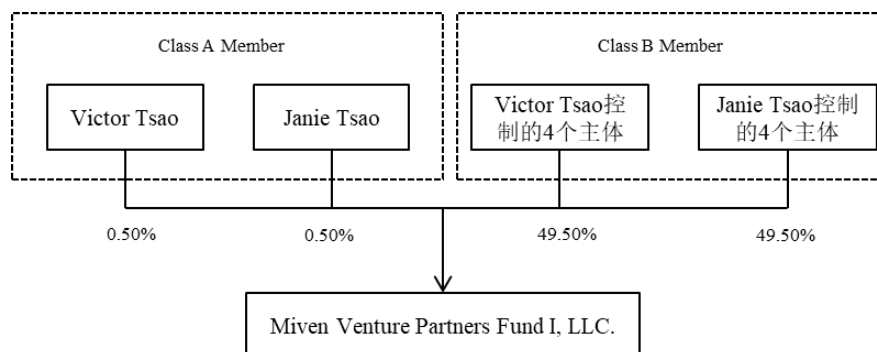 Class A Member
Class B Member
Victor Tsao
Janie Tsao
Victor Tsao控
制的4个主体
Janie Tsao控制
的4个主体
0.50%
0.50%
49.50%
49.50%
Miven Venture Partners Fund I, LLC.